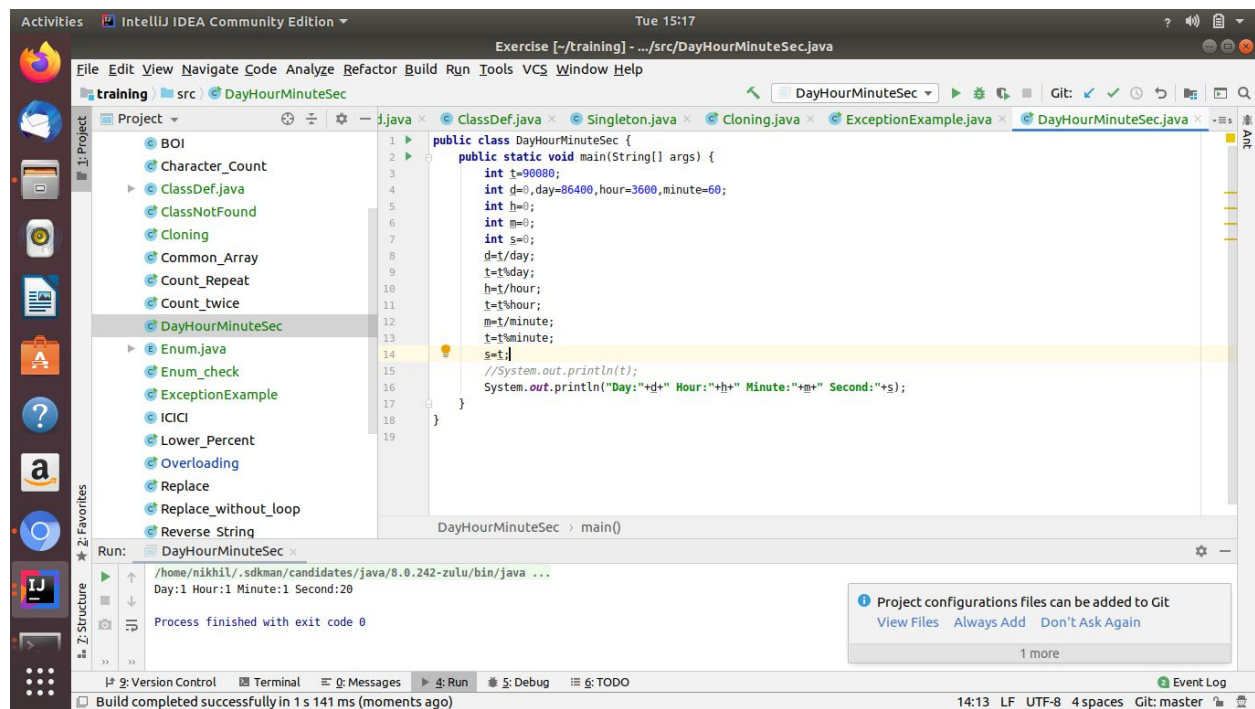 Activities IntelliJ IDEA Community Edition ▾ Tue 15:17 ?
Exercise [~/training] - .../src/DayHourMinuteSec.java
File Edit View Navigate Code Analyze Refactor Build Run Tools VCS Window Help
training src DayHourMinuteSec DayHourMinuteSec Git:
1: Project
Project
d.java ClassDef.java Singleton.java Cloning.java ExceptionExample.java DayHourMinuteSec.java
Ant
BOI
Character_Count
ClassDef.java
ClassNotFound
Cloning
Common_Array
Count_Repeat
Count_twice
DayHourMinuteSec
Enum.java
Enum_check
ExceptionExample
ICICI
Lower_Percent
Overloading
Replace
Replace_without_loop
Reverse_String
1 public class DayHourMinuteSec {
2 public static void main(String[] args) {
3 int t=90080;
4 int d=0,day=86400,hour=3600,minute=60;
5 int h=0;
6 int m=0;
7 int s=0;
8 d=t/day;
9 t=t%day;
10 h=t/hour;
11 t=t%hour;
12 m=t/minute;
13 t=t%minute;
14 s=t;
15 //System.out.println(t);
16 System.out.println("Day:"+d+" Hour:"+h+" Minute:"+m+" Second:"+s);
17 }
18 }
19
DayHourMinuteSec › main()
2: Favorites
7: Structure
Run: DayHourMinuteSec
/home/nikhil/.sdkman/candidates/java/8.0.242-zulu/bin/java ...
Day:1 Hour:1 Minute:1 Second:20
Process finished with exit code 0
Project configurations files can be added to Git
View Files Always Add Don't Ask Again
1 more
9: Version Control Terminal 0: Messages 4: Run 5: Debug 6: TODO 2 Event Log
Build completed successfully in 1 s 141 ms (moments ago) 14:13 LF UTF-8 4 spaces Git: master